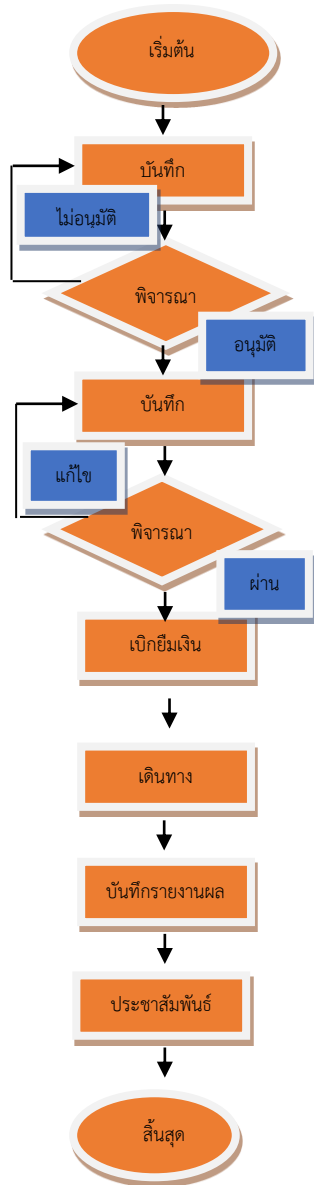 เริ่มต้น
บันทึก
ไม่อนุมัติ
พิจารณา
อนุมัติ
บันทึก
แก้ไข
พิจารณา
ผ่าน
เบิกยืมเงิน
เดินทาง
บันทึกรายงานผล
ประชาสัมพันธ์
สิ้นสุด